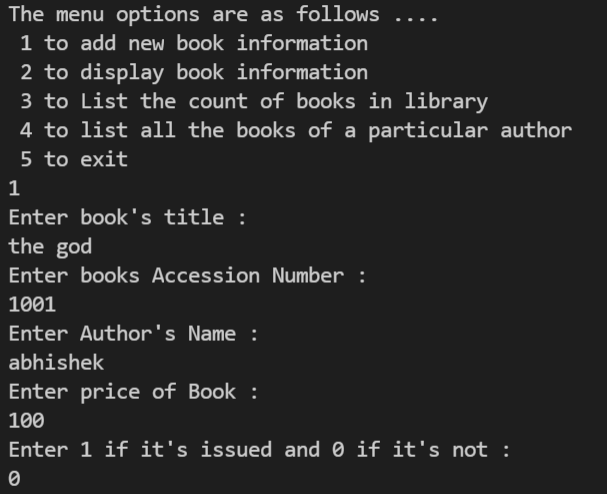 The menu options are as follows ....
1 to add new book information
2 to display book information
3 to List the count of books in library
4 to list all the books of a particular author
5 to exit
1
Enter book's title :
the god
Enter books Accession Number :
1001
Enter Author's Name :
abhishek
Enter price of Book :
100
Enter 1 if it's issued and 0 if it's not :
0